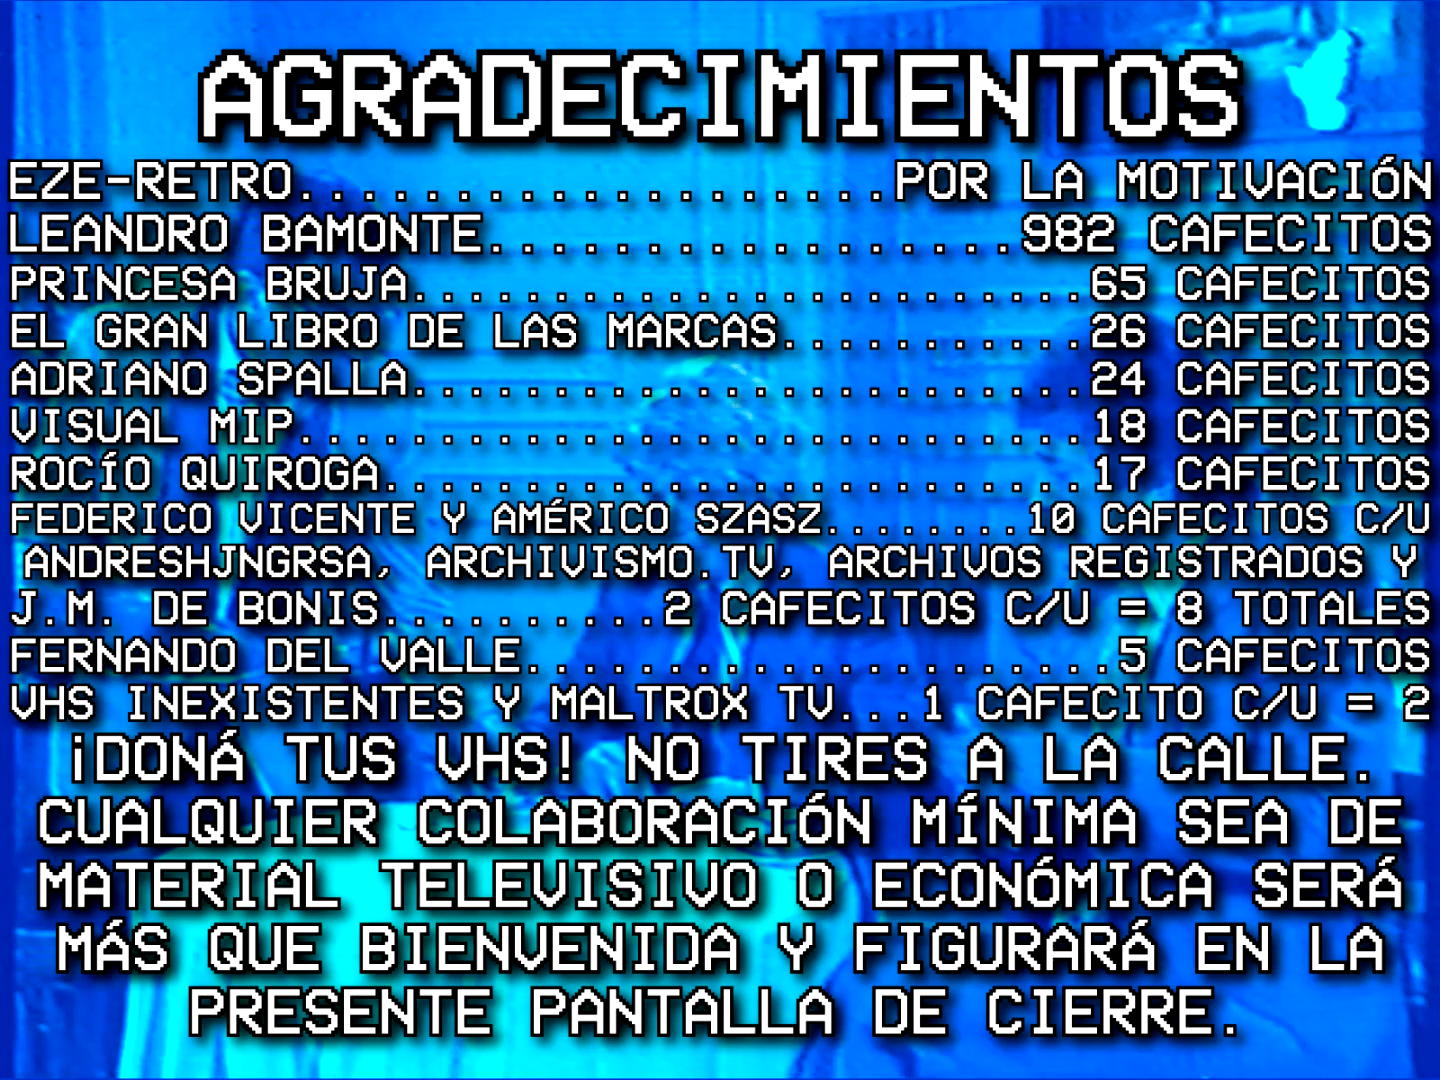 AGRADECIMIENTOS
EZE-RETRO.....................POR LA MOTIVACIÓN
LEANDRO BAMONTE.................982 CAFECITOS
PRINCESA BRUJA........................65 CAFECITOS
EL GRAN LIBRO DE LAS MARCAS...........26 CAFECITOS
ADRIANO SPALLA........................24 CAFECITOS
VISUAL MIP............................18 CAFECITOS
ROCÍO QUIROGA.........................17 CAFECITOS
FEDERICO VICENTE Y AMÉRICO SZASZ........10 CAFECITOS C/U
ANDRESHJNGRSA, ARCHIVISMO.TV, ARCHIVOS REGISTRADOS Y
J.M. DE BONIS..........2 CAFECITOS C/U = 8 TOTALES
FERNANDO DEL VALLE.....................5 CAFECITOS
VHS INEXISTENTES Y MALTROX TV...1 CAFECITO C/U = 2
¡DONÁ TUS VHS! NO TIRES A LA CALLE.
CUALQUIER COLABORACIÓN MÍNIMA SEA DE
MATERIAL TELEVISIVO O ECONÓMICA SERÁ
MÁS QUE BIENVENIDA Y FIGURARÁ EN LA
PRESENTE PANTALLA DE CIERRE.